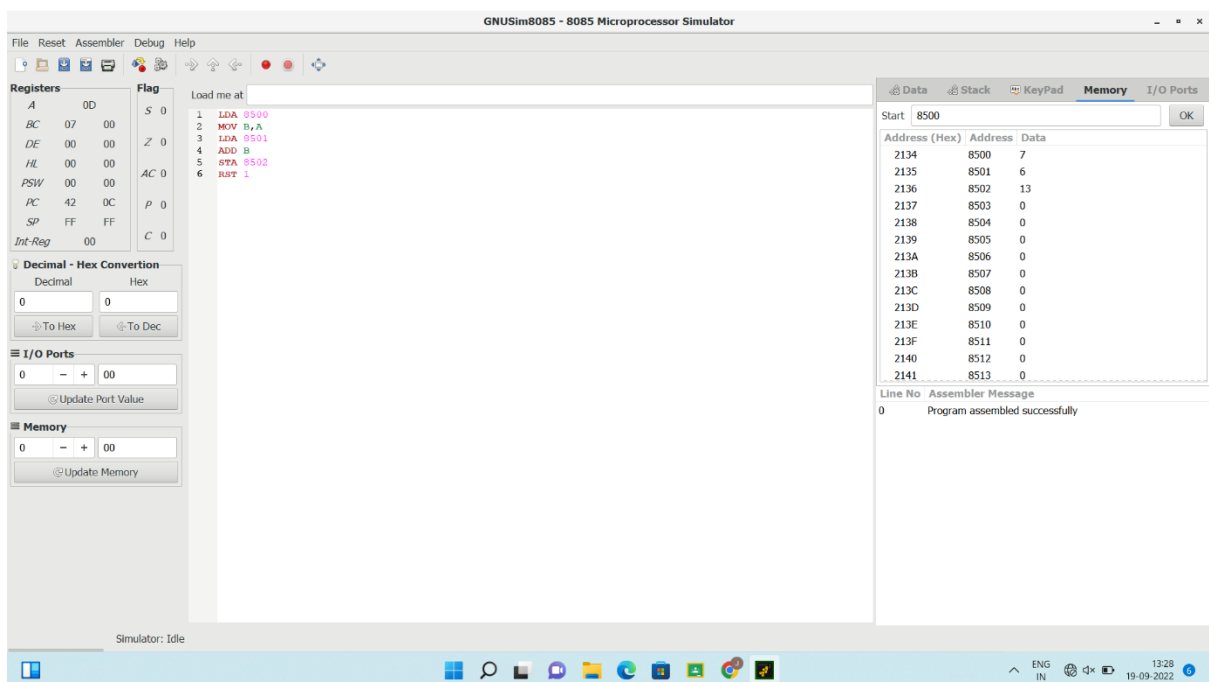 GNUSim8085 - 8085 Microprocessor Simulator
File Reset Assembler Debug Help
Registers
A 0D
BC 07 00
DE 00 00
HL 00 00
PSW 00 00
PC 42 0C
SP FF FF
Int-Reg 00
Flag
S 0
Z 0
AC 0
P 0
C 0
Decimal - Hex Convertion
Decimal Hex
0 0
To Hex To Dec
I/O Ports
0 - + 00
Update Port Value
Memory
0 - + 00
Update Memory
Load me at
1 LDA 8500
2 MOV B,A
3 LDA 8501
4 ADD B
5 STA 8502
6 RST 1
Data Stack KeyPad Memory I/O Ports
Start 8500 OK
Address (Hex) Address Data
2134 8500 7
2135 8501 6
2136 8502 13
2137 8503 0
2138 8504 0
2139 8505 0
213A 8506 0
213B 8507 0
213C 8508 0
213D 8509 0
213E 8510 0
213F 8511 0
2140 8512 0
2141 8513 0
Line No Assembler Message
0 Program assembled successfully
Simulator: Idle
ENG
IN
13:28
19-09-2022
6